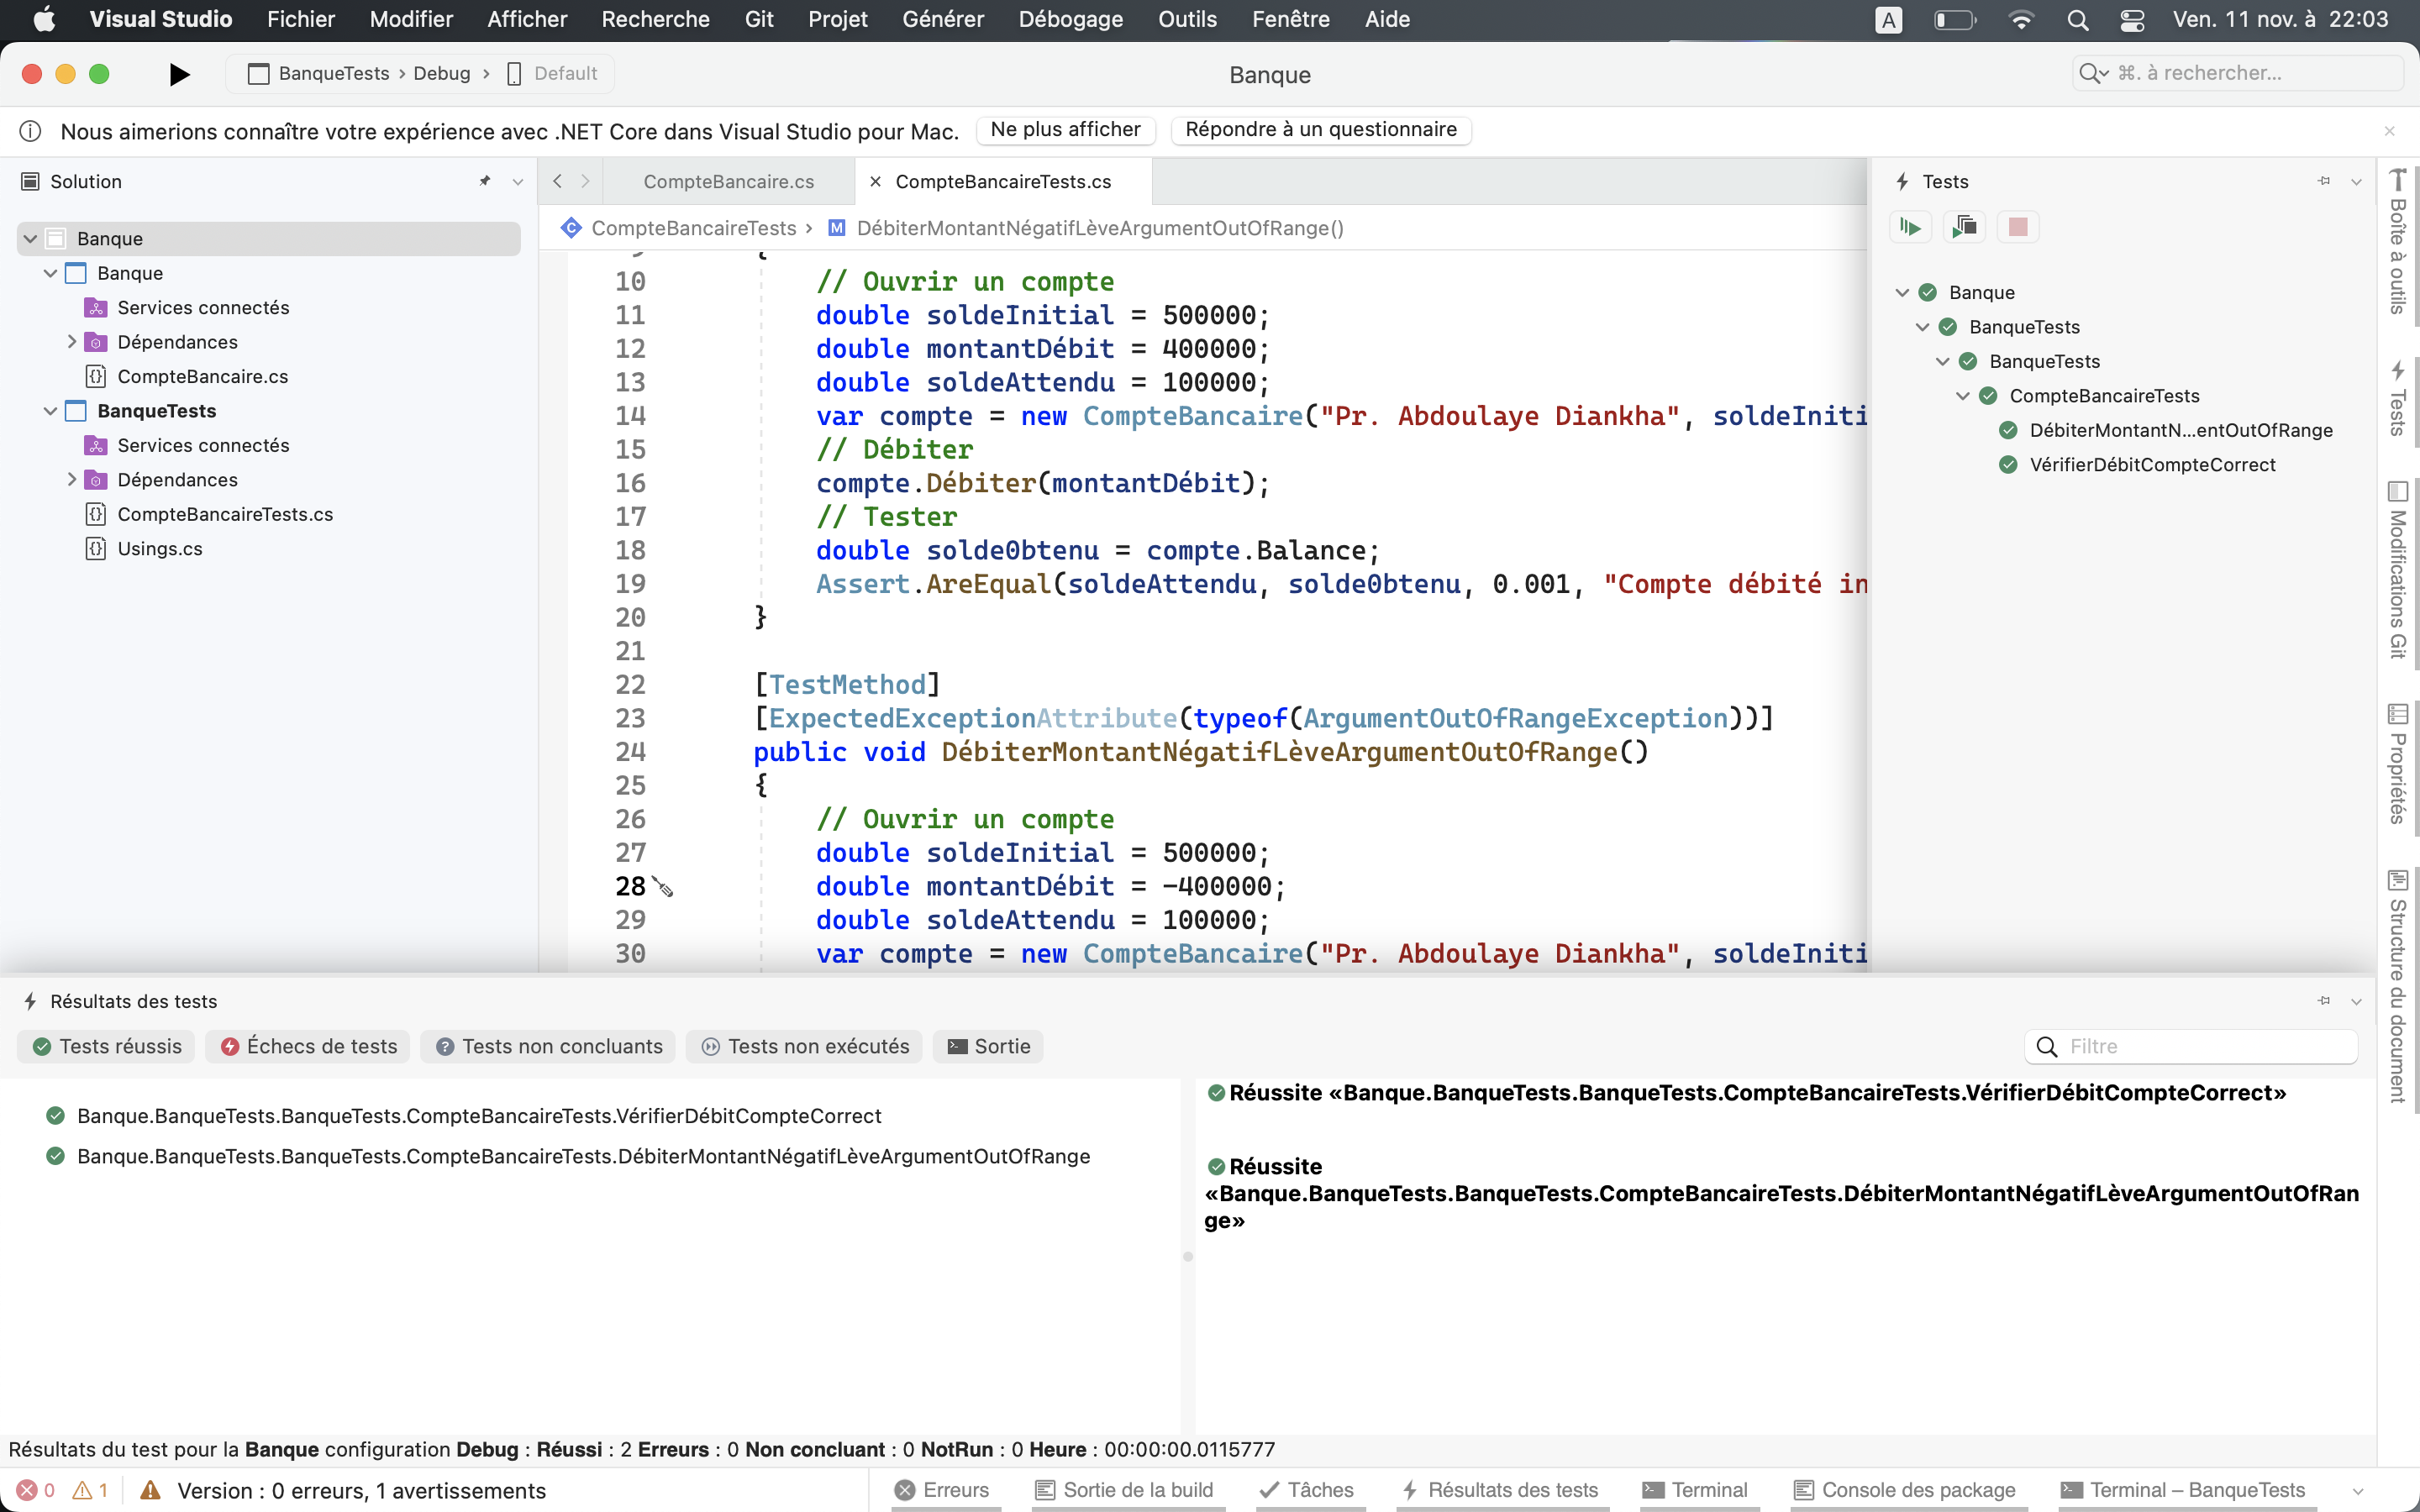 Visual Studio Fichier Modifier Afficher Recherche Git Projet Générer Débogage Outils Fenêtre Aide A Ven. 11 nov. à 22:03
BanqueTests › Debug › Default
Banque
⌘. à rechercher...
Nous aimerions connaître votre expérience avec .NET Core dans Visual Studio pour Mac. Ne plus afficher Répondre à un questionnaire
Solution
Banque
Banque
Services connectés
Dépendances
CompteBancaire.cs
BanqueTests
Services connectés
Dépendances
CompteBancaireTests.cs
Usings.cs
CompteBancaire.cs × CompteBancaireTests.cs
CompteBancaireTests › M DébiterMontantNégatifLèveArgumentOutOfRange()
9 {
10 // Ouvrir un compte
11 double soldeInitial = 500000;
12 double montantDébit = 400000;
13 double soldeAttendu = 100000;
14 var compte = new CompteBancaire("Pr. Abdoulaye Diankha", soldeIniti
15 // Débiter
16 compte.Débiter(montantDébit);
17 // Tester
18 double solde0btenu = compte.Balance;
19 Assert.AreEqual(soldeAttendu, solde0btenu, 0.001, "Compte débité in
20 }
21
22 [TestMethod]
23 [ExpectedExceptionAttribute(typeof(ArgumentOutOfRangeException))]
24 public void DébiterMontantNégatifLèveArgumentOutOfRange()
25 {
26 // Ouvrir un compte
27 double soldeInitial = 500000;
28 double montantDébit = -400000;
29 double soldeAttendu = 100000;
30 var compte = new CompteBancaire("Pr. Abdoulaye Diankha", soldeIniti
Tests
Banque
BanqueTests
BanqueTests
CompteBancaireTests
DébiterMontantN...entOutOfRange
VérifierDébitCompteCorrect
Boîte à outils
Tests
Modifications Git
Propriétés
Structure du document
Résultats des tests
Tests réussis Échecs de tests Tests non concluants Tests non exécutés Sortie
Filtre
Banque.BanqueTests.BanqueTests.CompteBancaireTests.VérifierDébitCompteCorrect
Banque.BanqueTests.BanqueTests.CompteBancaireTests.DébiterMontantNégatifLèveArgumentOutOfRange
Réussite «Banque.BanqueTests.BanqueTests.CompteBancaireTests.VérifierDébitCompteCorrect»
Réussite
«Banque.BanqueTests.BanqueTests.CompteBancaireTests.DébiterMontantNégatifLèveArgumentOutOfRan
ge»
Résultats du test pour la Banque configuration Debug : Réussi : 2 Erreurs : 0 Non concluant : 0 NotRun : 0 Heure : 00:00:00.0115777
0 1 Version : 0 erreurs, 1 avertissements Erreurs Sortie de la build Tâches Résultats des tests Terminal Console des package Terminal – BanqueTests